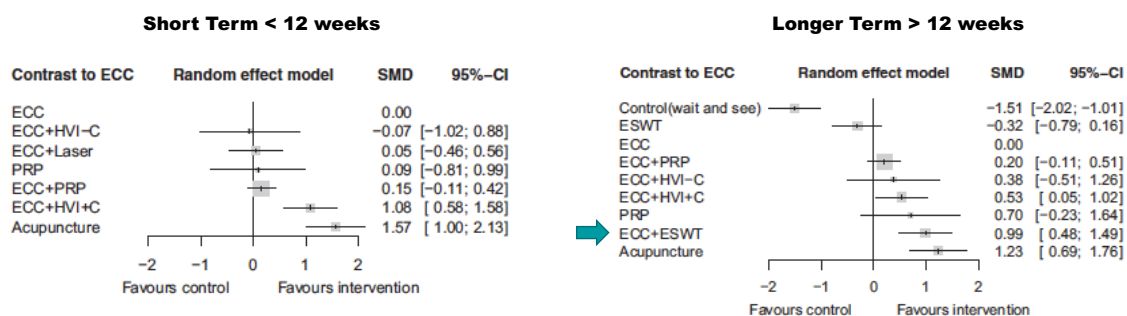 Short Term < 12 weeks
Contrast to ECC Random effect model SMD 95%−CI
ECC 0.00
ECC+HVI−C −0.07 [−1.02; 0.88]
ECC+Laser 0.05 [−0.46; 0.56]
PRP 0.09 [−0.81; 0.99]
ECC+PRP 0.15 [−0.11; 0.42]
ECC+HVI+C 1.08 [ 0.58; 1.58]
Acupuncture 1.57 [ 1.00; 2.13]
−2 −1 0 1 2
Favours control Favours intervention
Longer Term > 12 weeks
Contrast to ECC Random effect model SMD 95%−CI
Control(wait and see) −1.51 [−2.02; −1.01]
ESWT −0.32 [−0.79; 0.16]
ECC 0.00
ECC+PRP 0.20 [−0.11; 0.51]
ECC+HVI−C 0.38 [−0.51; 1.26]
ECC+HVI+C 0.53 [ 0.05; 1.02]
PRP 0.70 [−0.23; 1.64]
ECC+ESWT 0.99 [ 0.48; 1.49]
Acupuncture 1.23 [ 0.69; 1.76]
−2 −1 0 1 2
Favours control Favours intervention